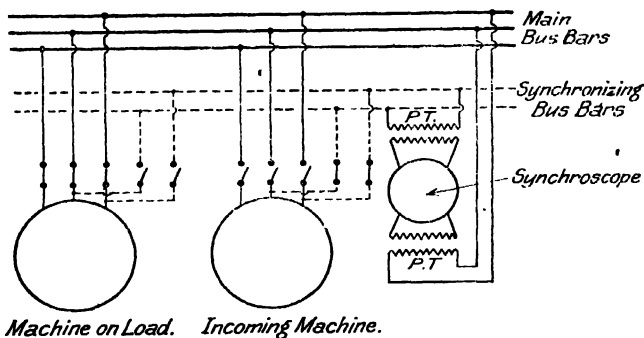 Main
Bus Bars
Synchronizing
Bus Bars
P.T.
Synchroscope
P.T
Machine on Load.
Incoming Machine.